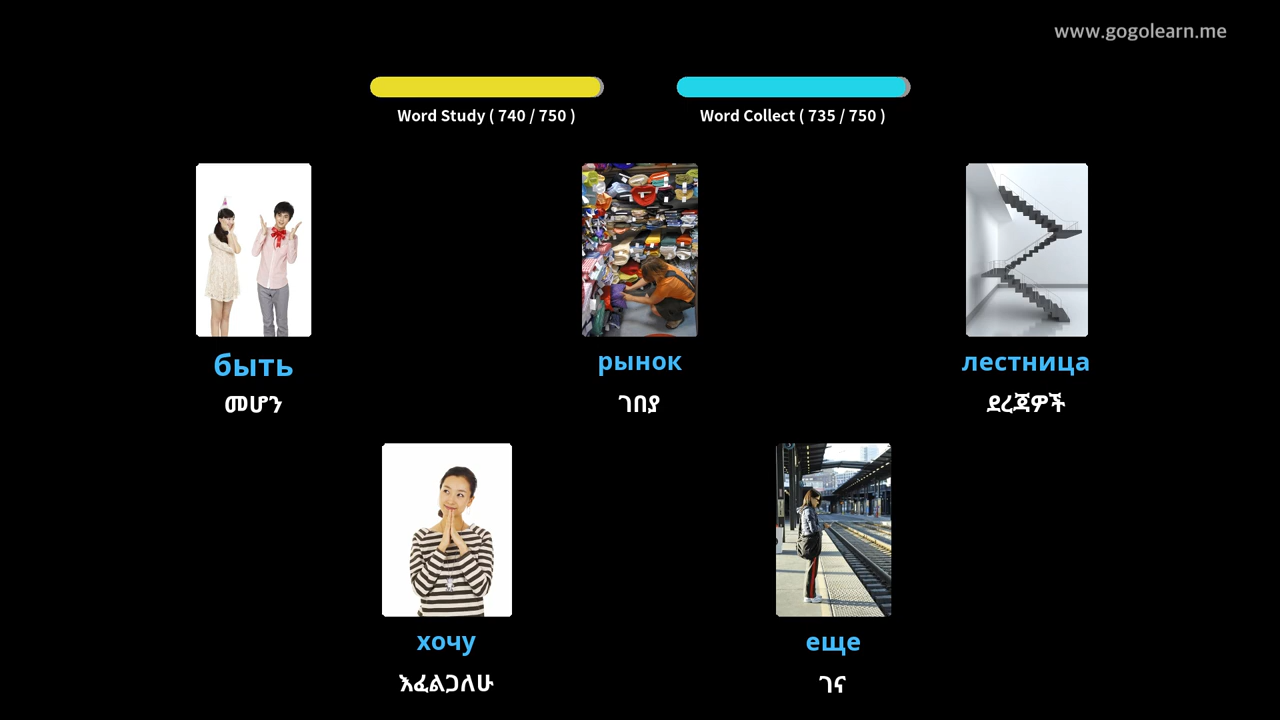 www.gogolearn.me
Word Study ( 740 / 750 )
Word Collect ( 735 / 750 )
быть
рынок
лестница
መሆን
ገበያ
ደረጃዎች
хочу
еще
እፈልጋለሁ
ገና